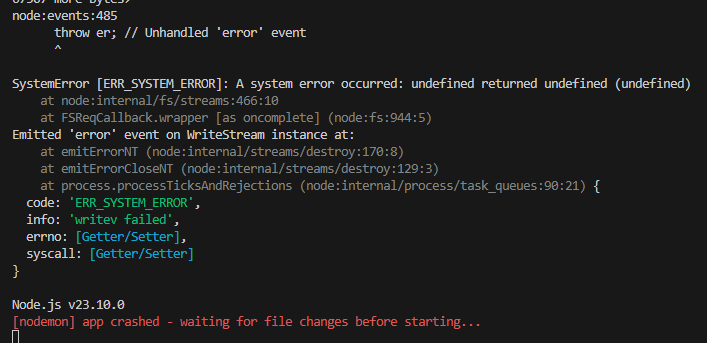 more bytes>
node:events:485
throw er; // Unhandled 'error' event
^
SystemError [ERR_SYSTEM_ERROR]: A system error occurred: undefined returned undefined (undefined)
at node:internal/fs/streams:466:10
at FSReqCallback.wrapper [as oncomplete] (node:fs:944:5)
Emitted 'error' event on WriteStream instance at:
at emitErrorNT (node:internal/streams/destroy:170:8)
at emitErrorCloseNT (node:internal/streams/destroy:129:3)
at process.processTicksAndRejections (node:internal/process/task_queues:90:21) {
code: 'ERR_SYSTEM_ERROR',
info: 'writev failed',
errno: [Getter/Setter],
syscall: [Getter/Setter]
}
Node.js v23.10.0
[nodemon] app crashed - waiting for file changes before starting...